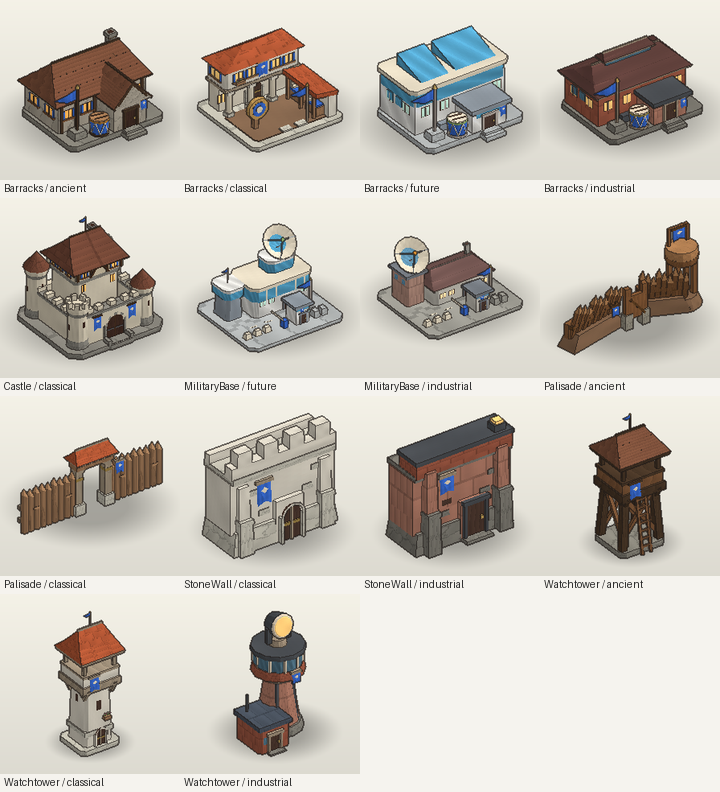 Barracks / ancient
Barracks / classical
Barracks / future
Barracks / industrial
Castle / classical
MilitaryBase / future
MilitaryBase / industrial
Palisade / ancient
Palisade / classical
StoneWall / classical
StoneWall / industrial
Watchtower / ancient
Watchtower / classical
Watchtower / industrial